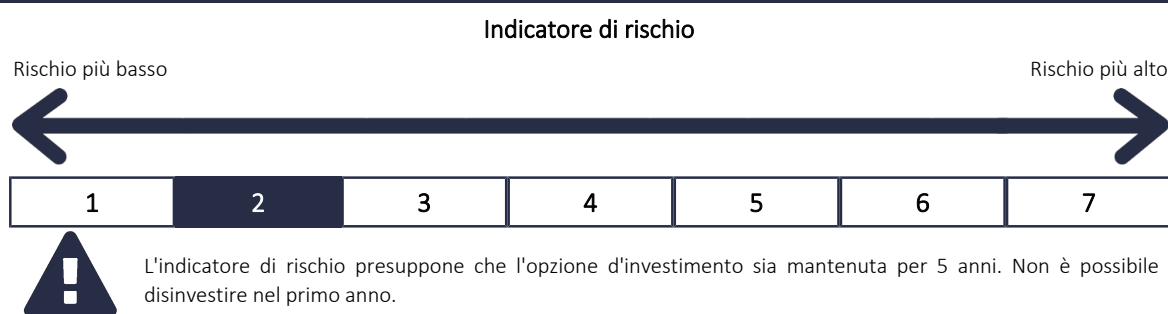 Indicatore di rischio
Rischio più basso
Rischio più alto
1 2 3 4 5 6 7
L'indicatore di rischio presuppone che l'opzione d'investimento sia mantenuta per 5 anni. Non è possibile
disinvestire nel primo anno.